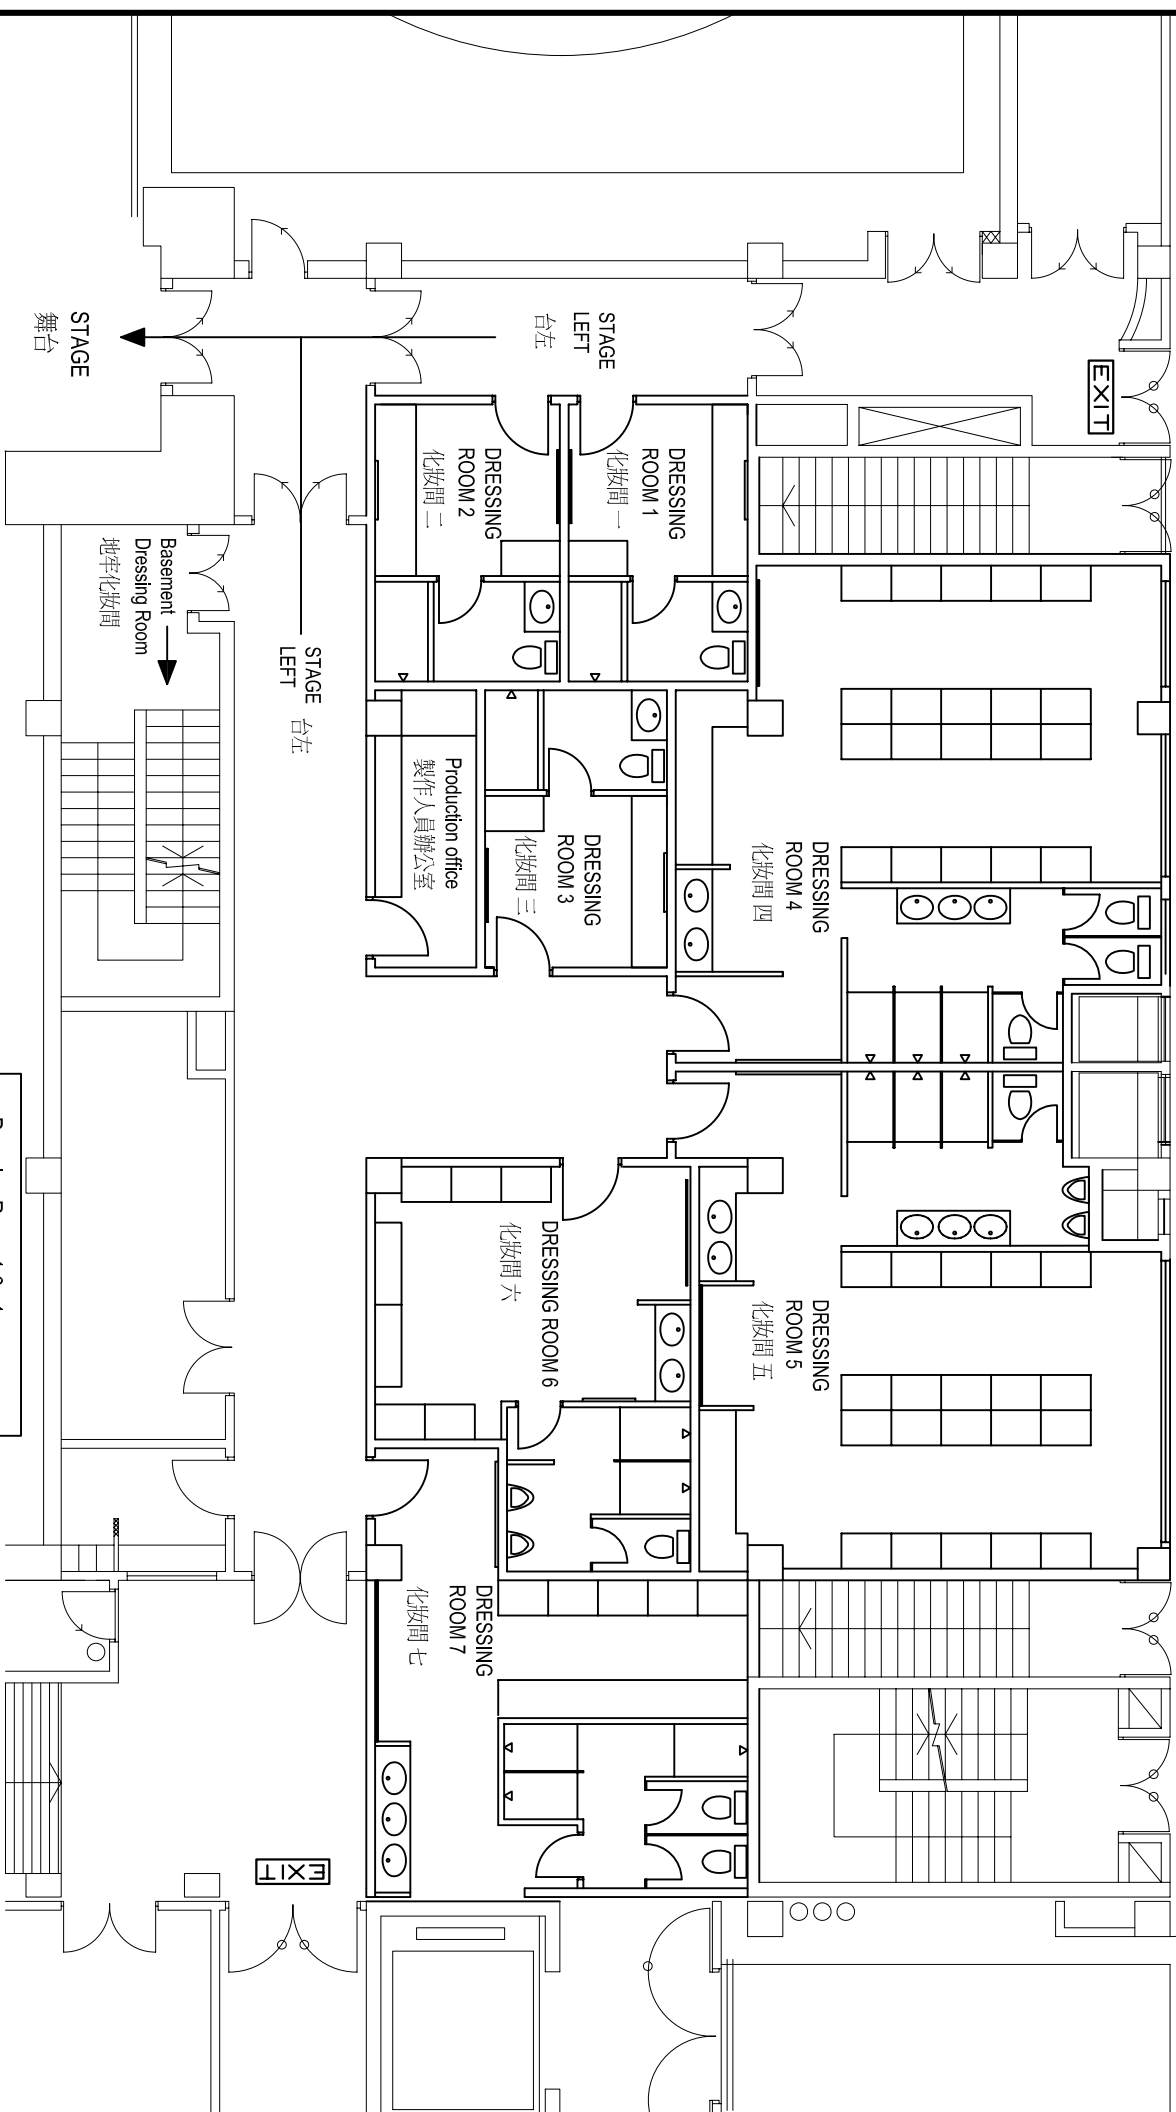 EXIT
STAGE
LEFT
台左
STAGE
舞台
DRESSING
ROOM 1
化妝間 一
DRESSING
ROOM 2
化妝間 二
Basement
Dressing Room
地牢化妝間
STAGE
LEFT 台左
Production office
製作人員辦公室
DRESSING
ROOM 3
化妝間 三
DRESSING
ROOM 4
化妝間 四
DRESSING
ROOM 5
化妝間 五
DRESSING ROOM 6
化妝間 六
DRESSING
ROOM 7
化妝間 七
EXIT